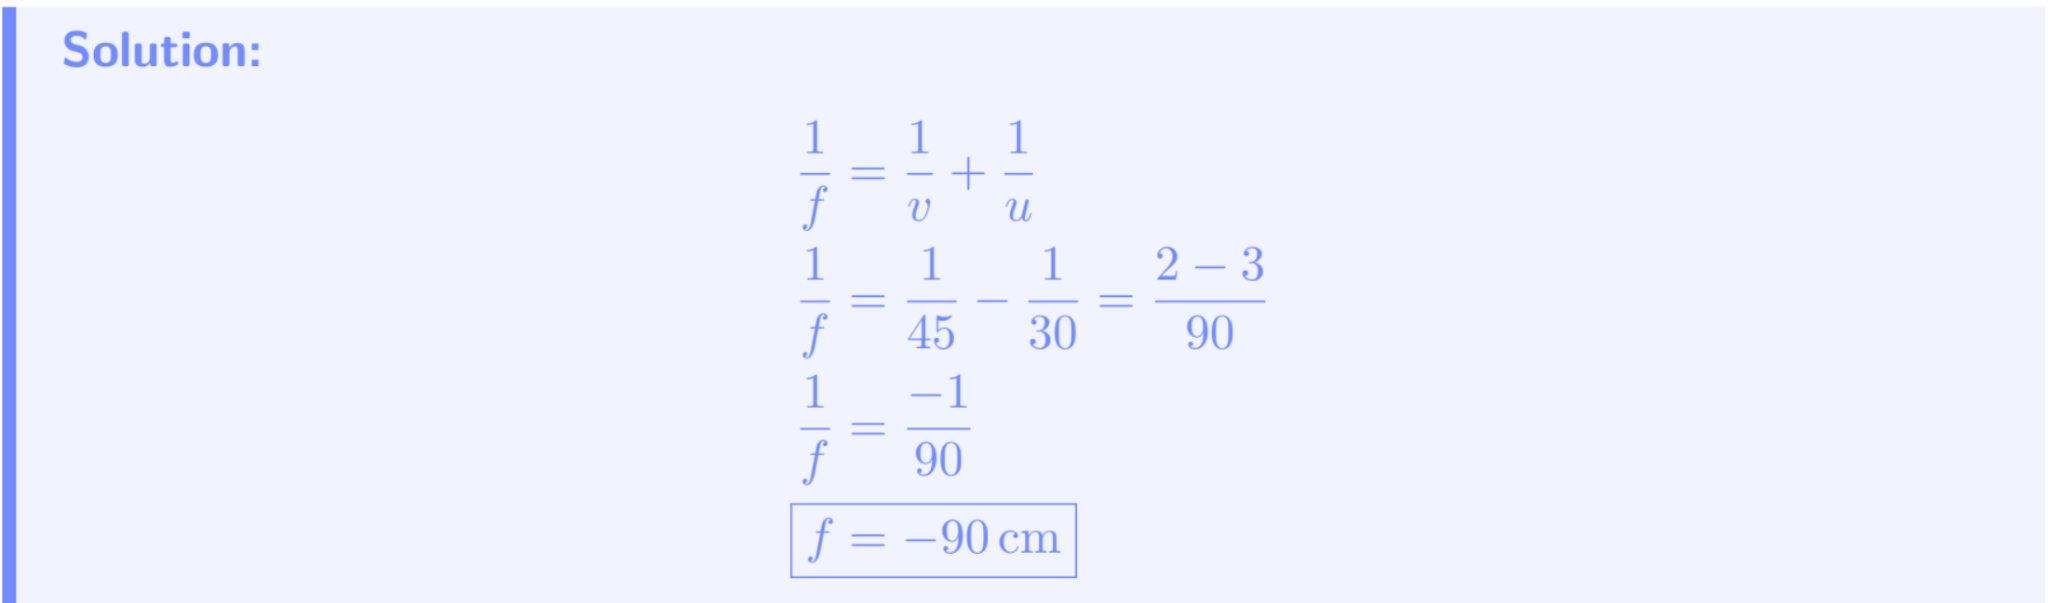 Solution:
1/f = 1/v + 1/u
1/f = 1/45 − 1/30 = (2 − 3)/90
1/f = −1/90
f = −90 cm